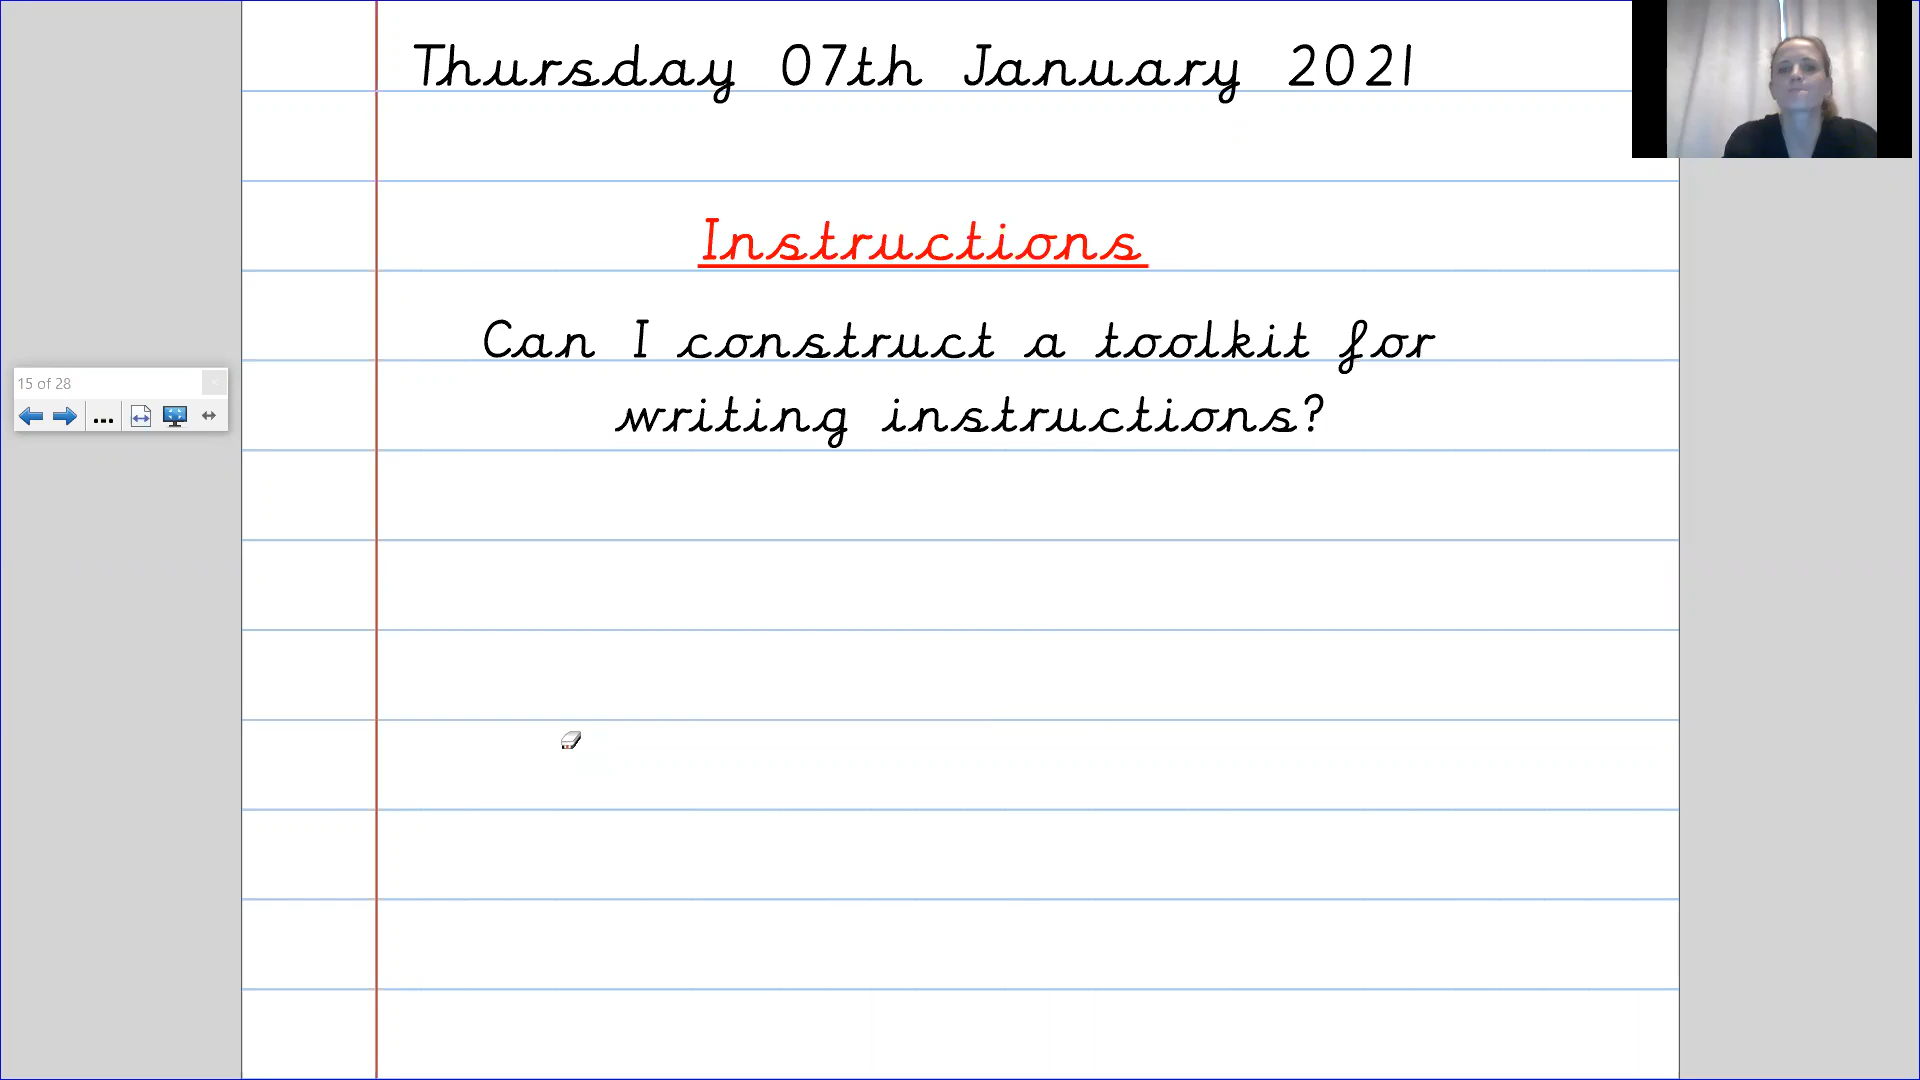 Thursday 07th January 2021
Instructions
Can I construct a toolkit for
writing instructions?
15 of 28